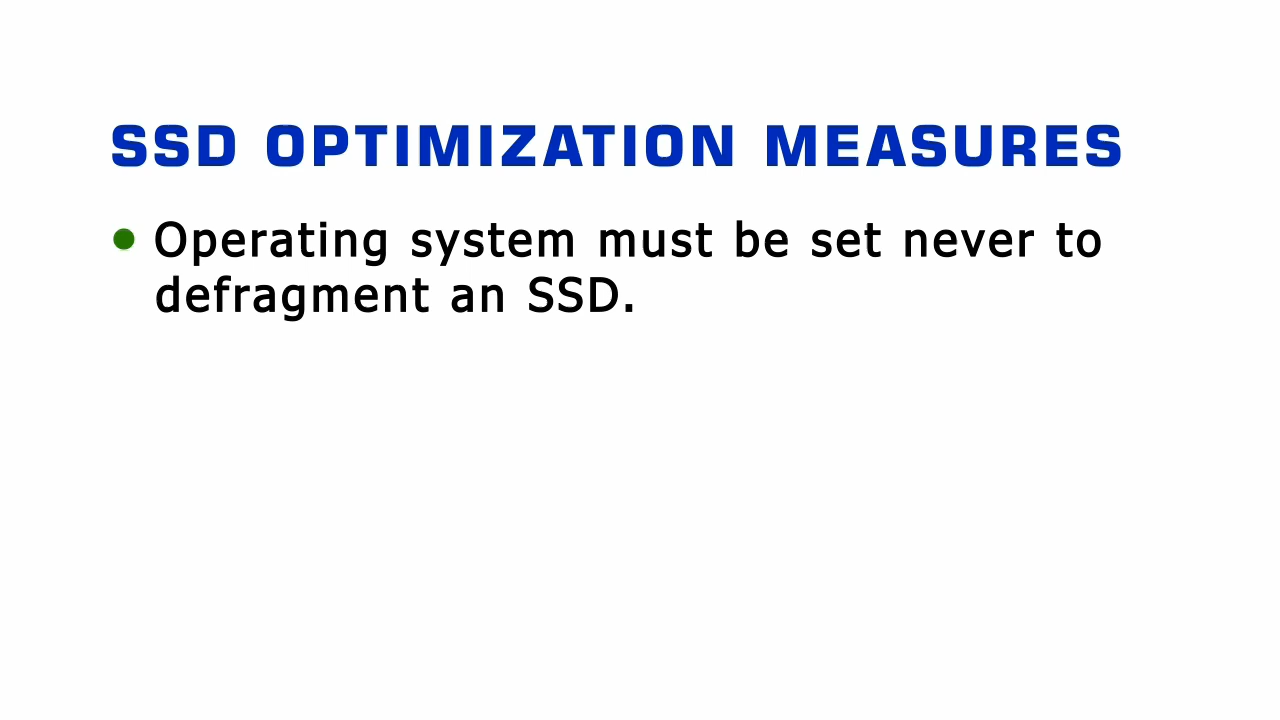 SSD OPTIMIZATION MEASURES
Operating system must be set never to
defragment an SSD.